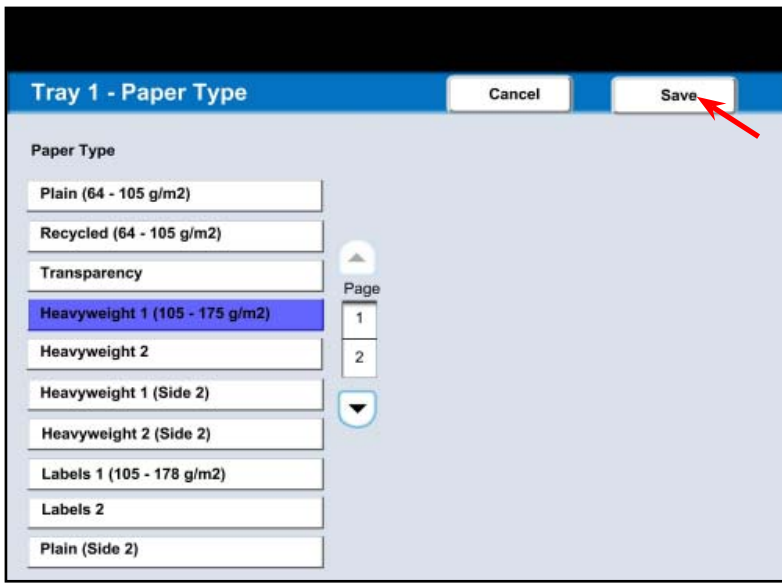 Tray 1 - Paper Type
Cancel
Save
Paper Type
Plain (64 - 105 g/m2)
Recycled (64 - 105 g/m2)
Transparency
Heavyweight 1 (105 - 175 g/m2)
Heavyweight 2
Heavyweight 1 (Side 2)
Heavyweight 2 (Side 2)
Labels 1 (105 - 178 g/m2)
Labels 2
Plain (Side 2)
Page
1
2